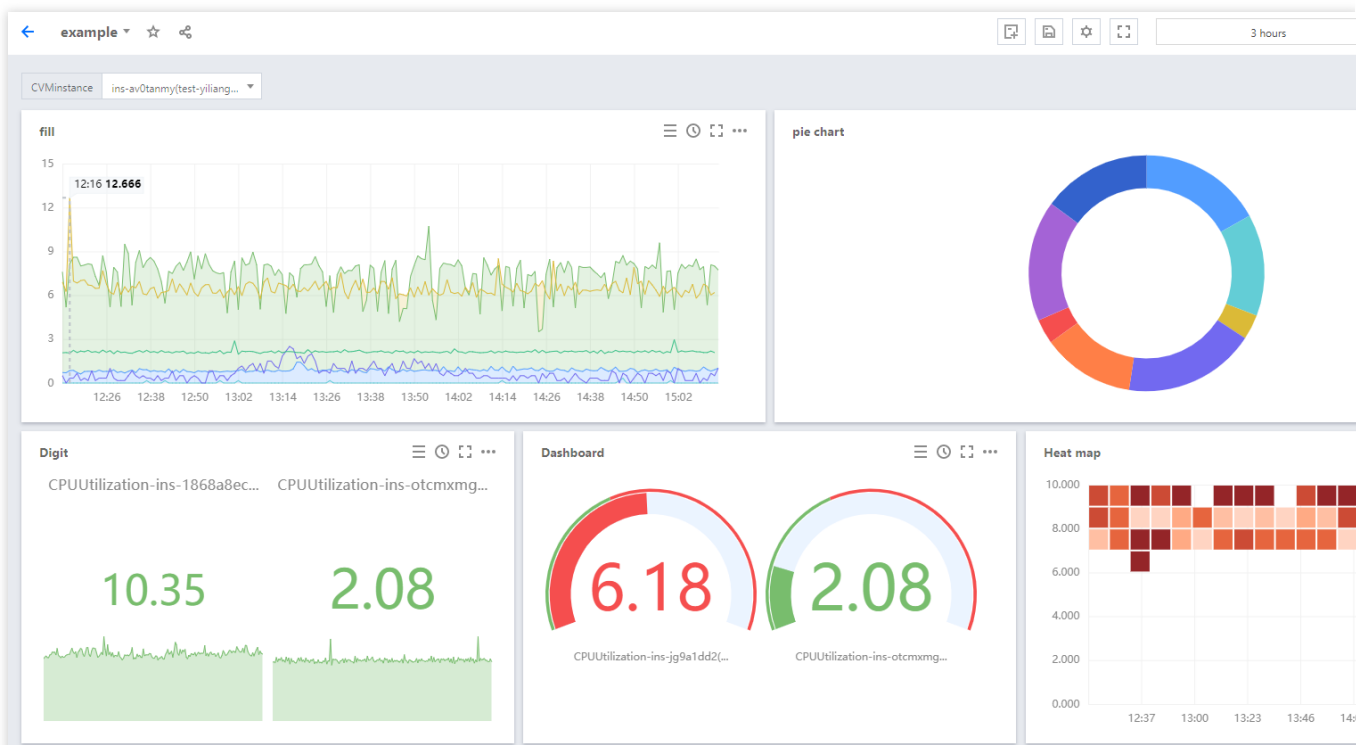 example
3 hours
CVMinstance ins-av0tanmy(test-yiliang...
fill
15
12:16 12.666
12
9
6
3
0
12:26 12:38 12:50 13:02 13:14 13:26 13:38 13:50 14:02 14:14 14:26 14:38 14:50 15:02
pie chart
Digit
CPUUtilization-ins-1868a8ec... CPUUtilization-ins-otcmxmg...
10.35 2.08
Dashboard
6.18 2.08
CPUUtilization-ins-jg9a1dd2(... CPUUtilization-ins-otcmxmg...
Heat map
10.000
8.000
6.000
4.000
2.000
0.000
12:37 13:00 13:23 13:46